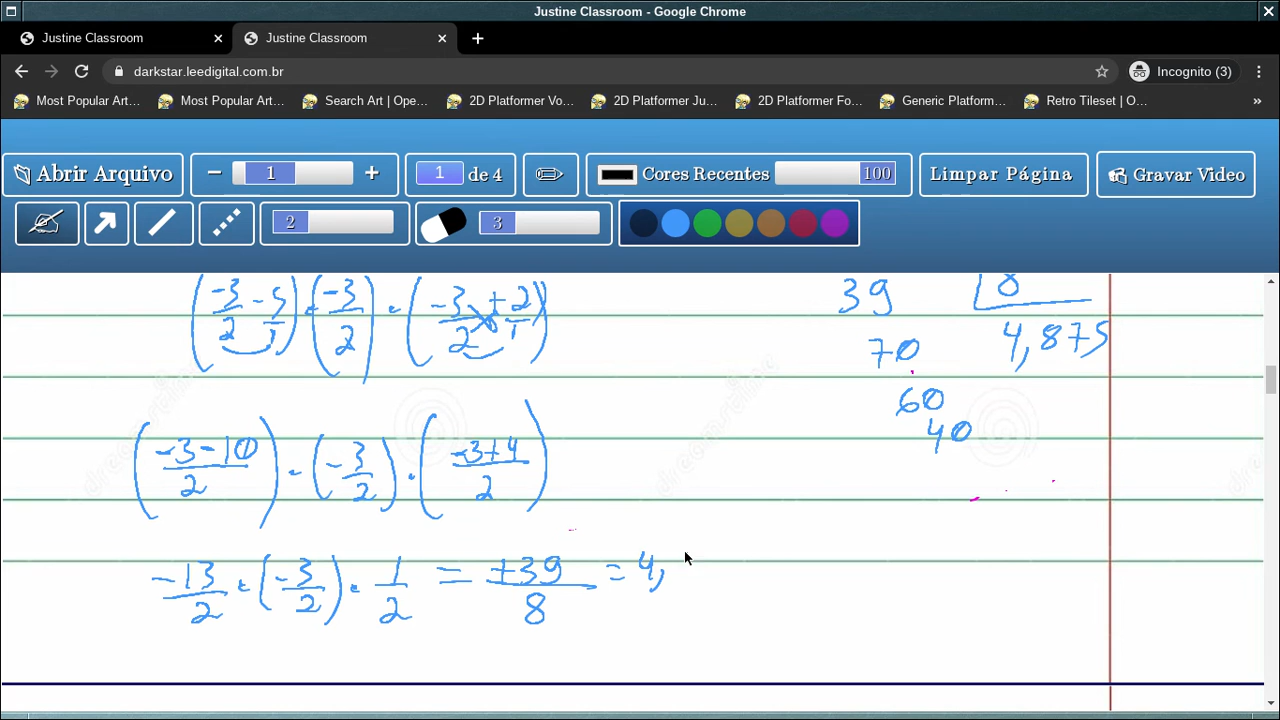 Justine Classroom - Google Chrome
Justine Classroom
Justine Classroom
darkstar.leedigital.com.br
Incognito (3)
Most Popular Art…
Most Popular Art…
Search Art | Ope…
2D Platformer Vo…
2D Platformer Ju…
2D Platformer Fo…
Generic Platform…
Retro Tileset | O…
»
Abrir Arquivo
− 1 +
1 de 4
Cores Recentes 100
Limpar Página
Gravar Video
2
3
(-3/2 - 5/1) · (-3/2) · (-3/2 + 2/1)
39 8
4,875
70
60
40
((-3-10)/2) · (-3/2) · ((-3+4)/2)
-13/2 · (-3/2) · 1/2 = +39/8 = 4,
dreamstime
dreamstime